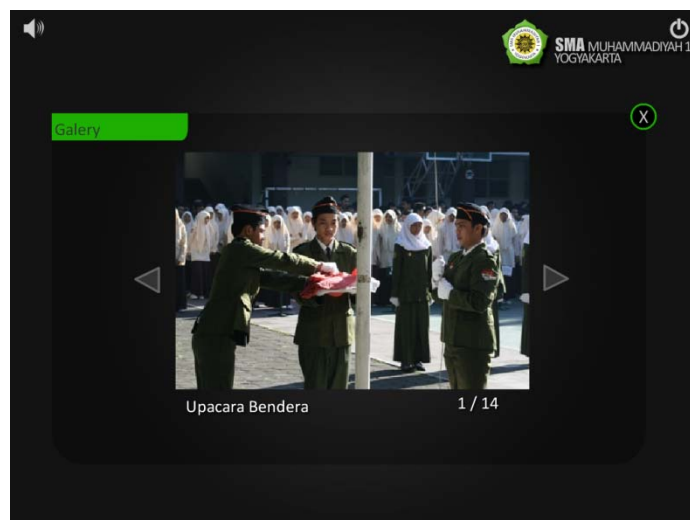 SMA MUHAMMADIYAH 1
YOGYAKARTA
X
Galery
Upacara Bendera
1 / 14